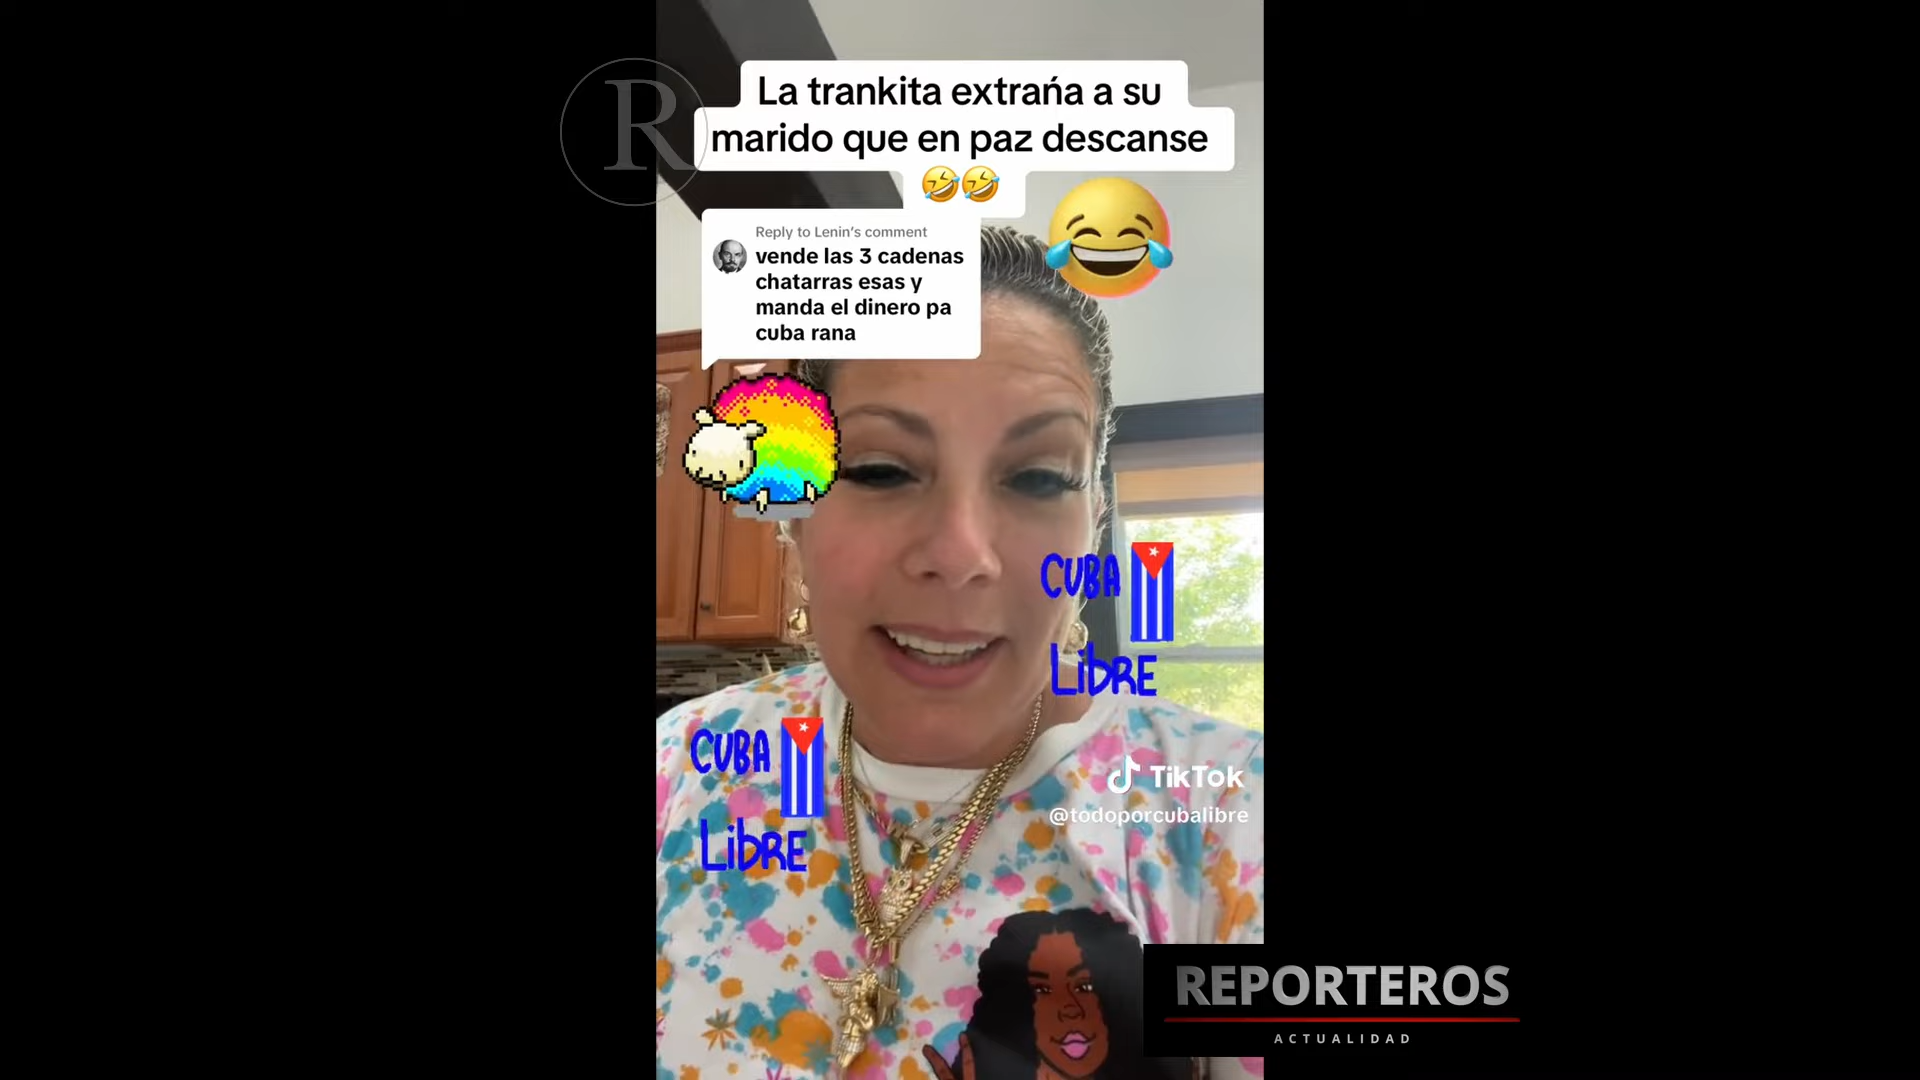 La trankita extrańa a su
marido que en paz descanse
🤣🤣
R
Reply to Lenin's comment
vende las 3 cadenas
chatarras esas y
manda el dinero pa
cuba rana
CUBA
LIbRE
CUBA
LIbRE
TikTok
@todoporcubalibre
REPORTEROS
ACTUALIDAD